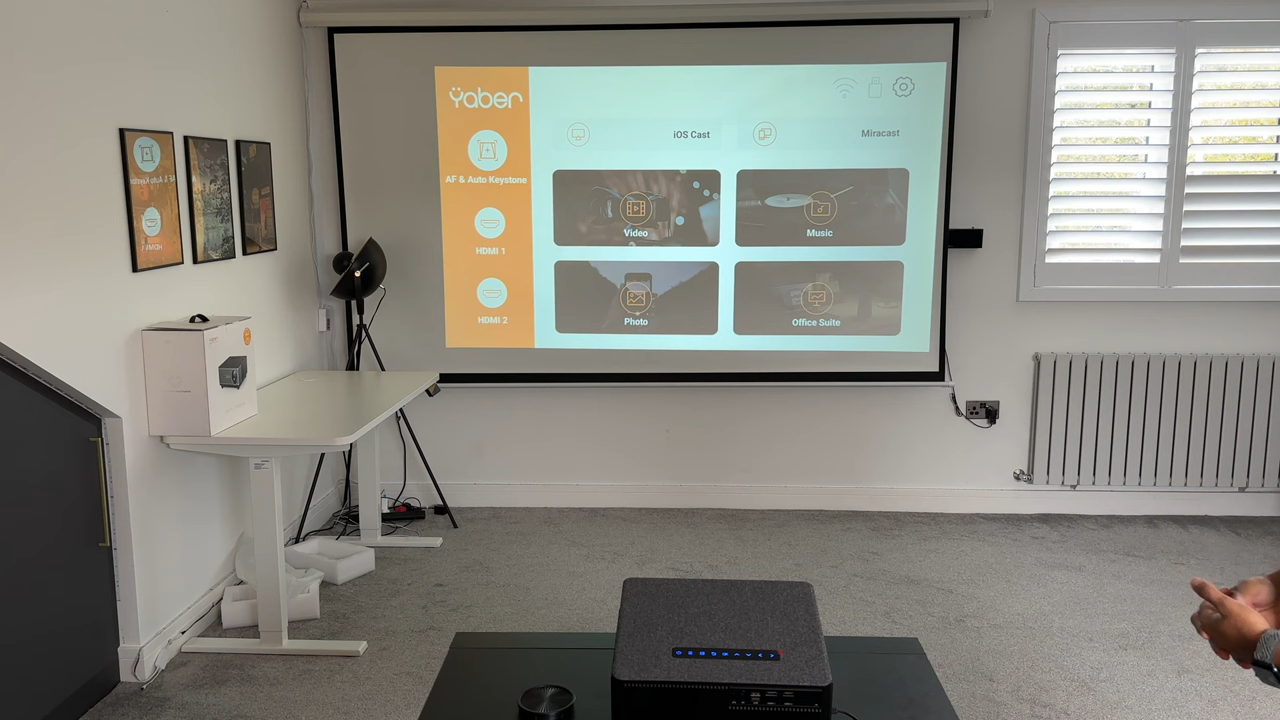 Yaber
iOS Cast
Miracast
AF & Auto Keystone
Video
Music
HDMI 1
HDMI 2
Photo
Office Suite